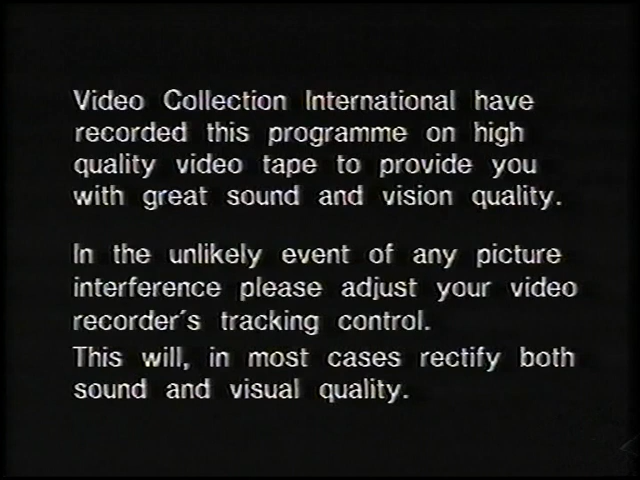 Video Collection International have
recorded this programme on high
quality video tape to provide you
with great sound and vision quality.
In the unlikely event of any picture
interference please adjust your video
recorder's tracking control.
This will, in most cases rectify both
sound and visual quality.